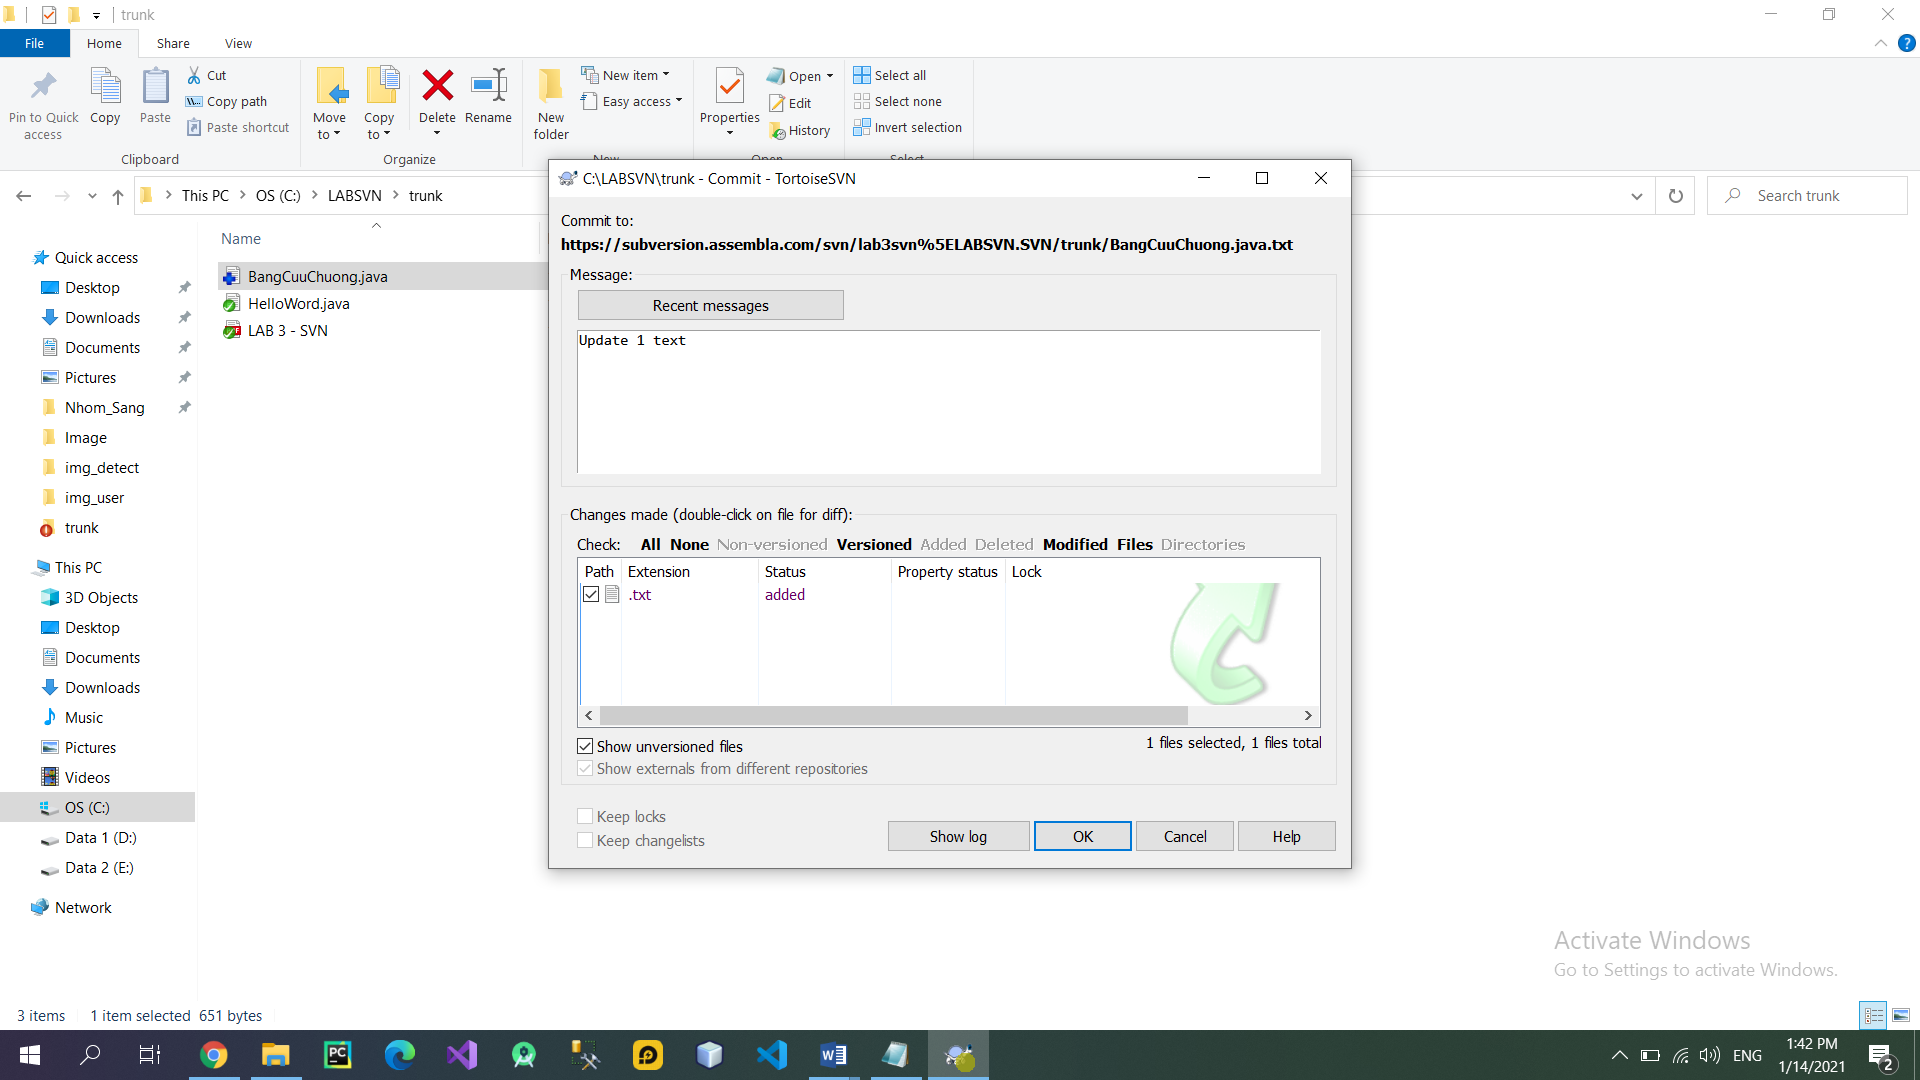 trunk
File Home Share View
Pin to Quick access
Copy
Paste
Cut
Copy path
Paste shortcut
Clipboard
Move to
Copy to
Delete
Rename
Organize
New folder
New item
Easy access
New
Properties
Open
Edit
History
Open
Select all
Select none
Invert selection
Select
This PC > OS (C:) > LABSVN > trunk
Search trunk
Name
BangCuuChuong.java
HelloWord.java
LAB 3 - SVN
Quick access
Desktop
Downloads
Documents
Pictures
Nhom_Sang
Image
img_detect
img_user
trunk
This PC
3D Objects
Desktop
Documents
Downloads
Music
Pictures
Videos
OS (C:)
Data 1 (D:)
Data 2 (E:)
Network
C:\LABSVN\trunk - Commit - TortoiseSVN
Commit to:
https://subversion.assembla.com/svn/lab3svn%5ELABSVN.SVN/trunk/BangCuuChuong.java.txt
Message:
Recent messages
Update 1 text
Changes made (double-click on file for diff):
Check: All None Non-versioned Versioned Added Deleted Modified Files Directories
Path Extension Status Property status Lock
.txt added
Show unversioned files
1 files selected, 1 files total
Show externals from different repositories
Keep locks
Keep changelists
Show log OK Cancel Help
Activate Windows
Go to Settings to activate Windows.
3 items 1 item selected 651 bytes
ENG
1:42 PM
1/14/2021
2